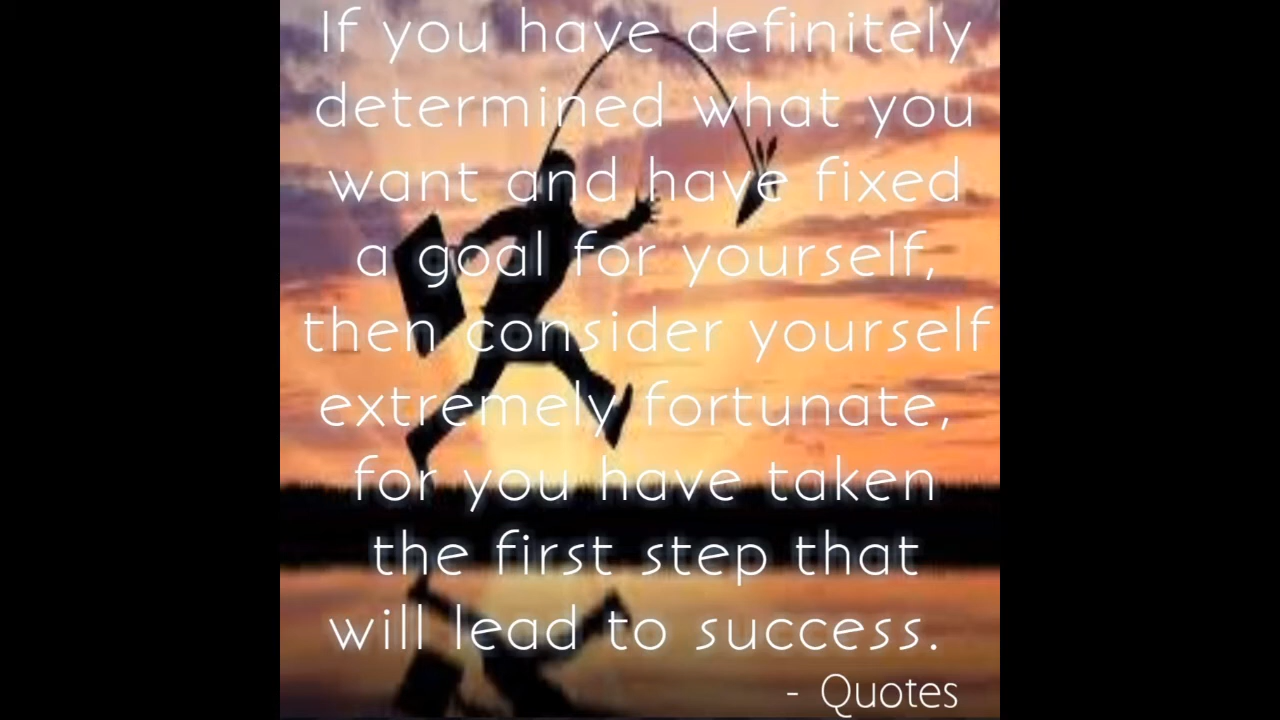 If you have definitely
determined what you
want and have fixed
a goal for yourself,
then consider yourself
extremely fortunate,
for you have taken
the first step that
will lead to success.
- Quotes